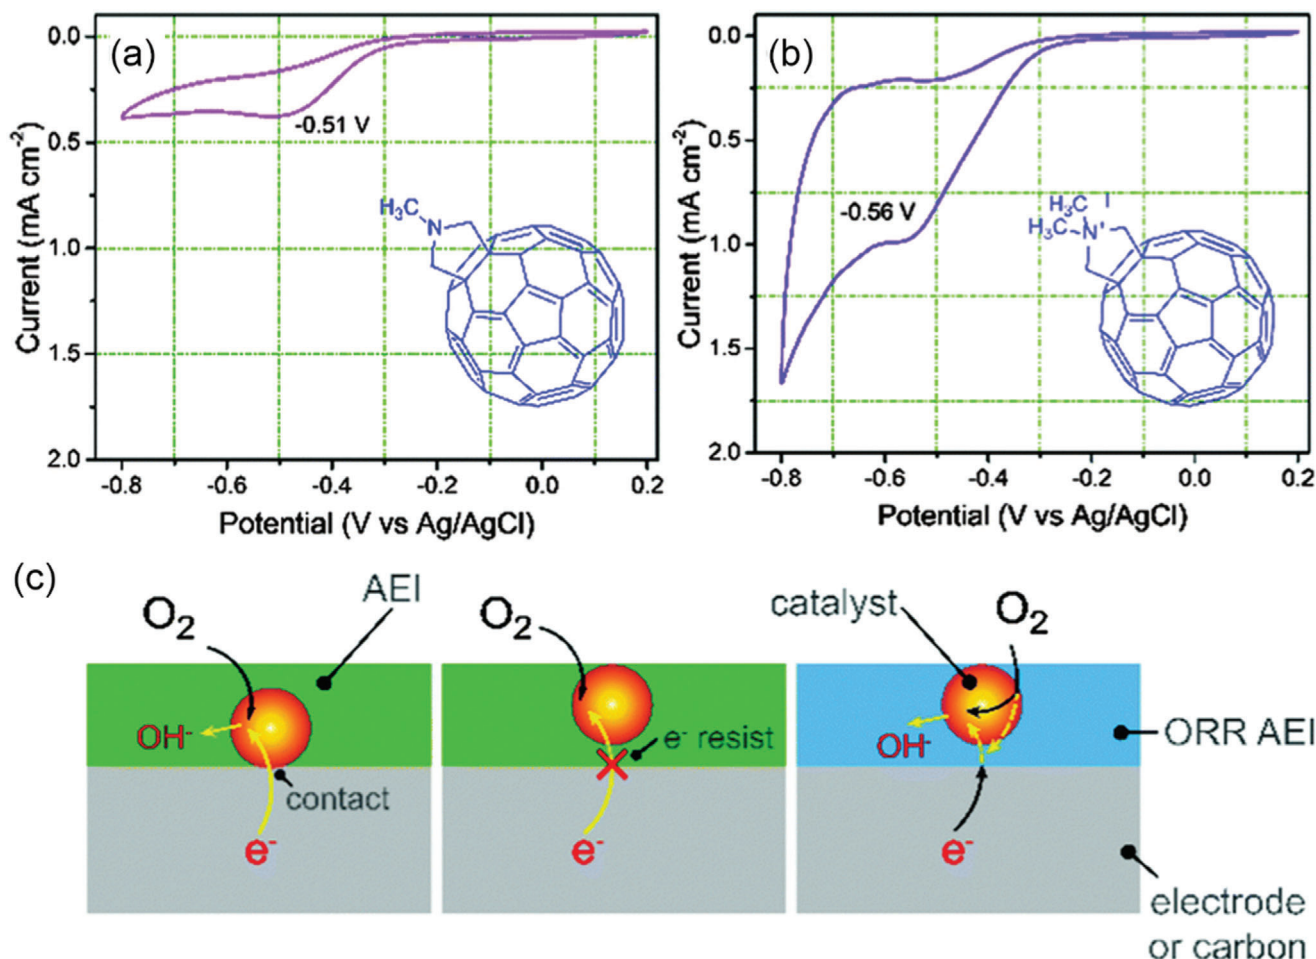 (a)
0.0
0.5
1.0
1.5
2.0
Current (mA cm-2)
-0.51 V
H3C
N
-0.8 -0.6 -0.4 -0.2 0.0 0.2
Potential (V vs Ag/AgCl)
(b)
0.0
0.5
1.0
1.5
2.0
Current (mA cm-2)
-0.56 V
H3C I
H3C N+
-0.8 -0.6 -0.4 -0.2 0.0 0.2
Potential (V vs Ag/AgCl)
(c)
O2
AEI
OH-
contact
e-
O2
e- resist
e-
catalyst
O2
OH-
ORR AEI
e-
electrode
or carbon